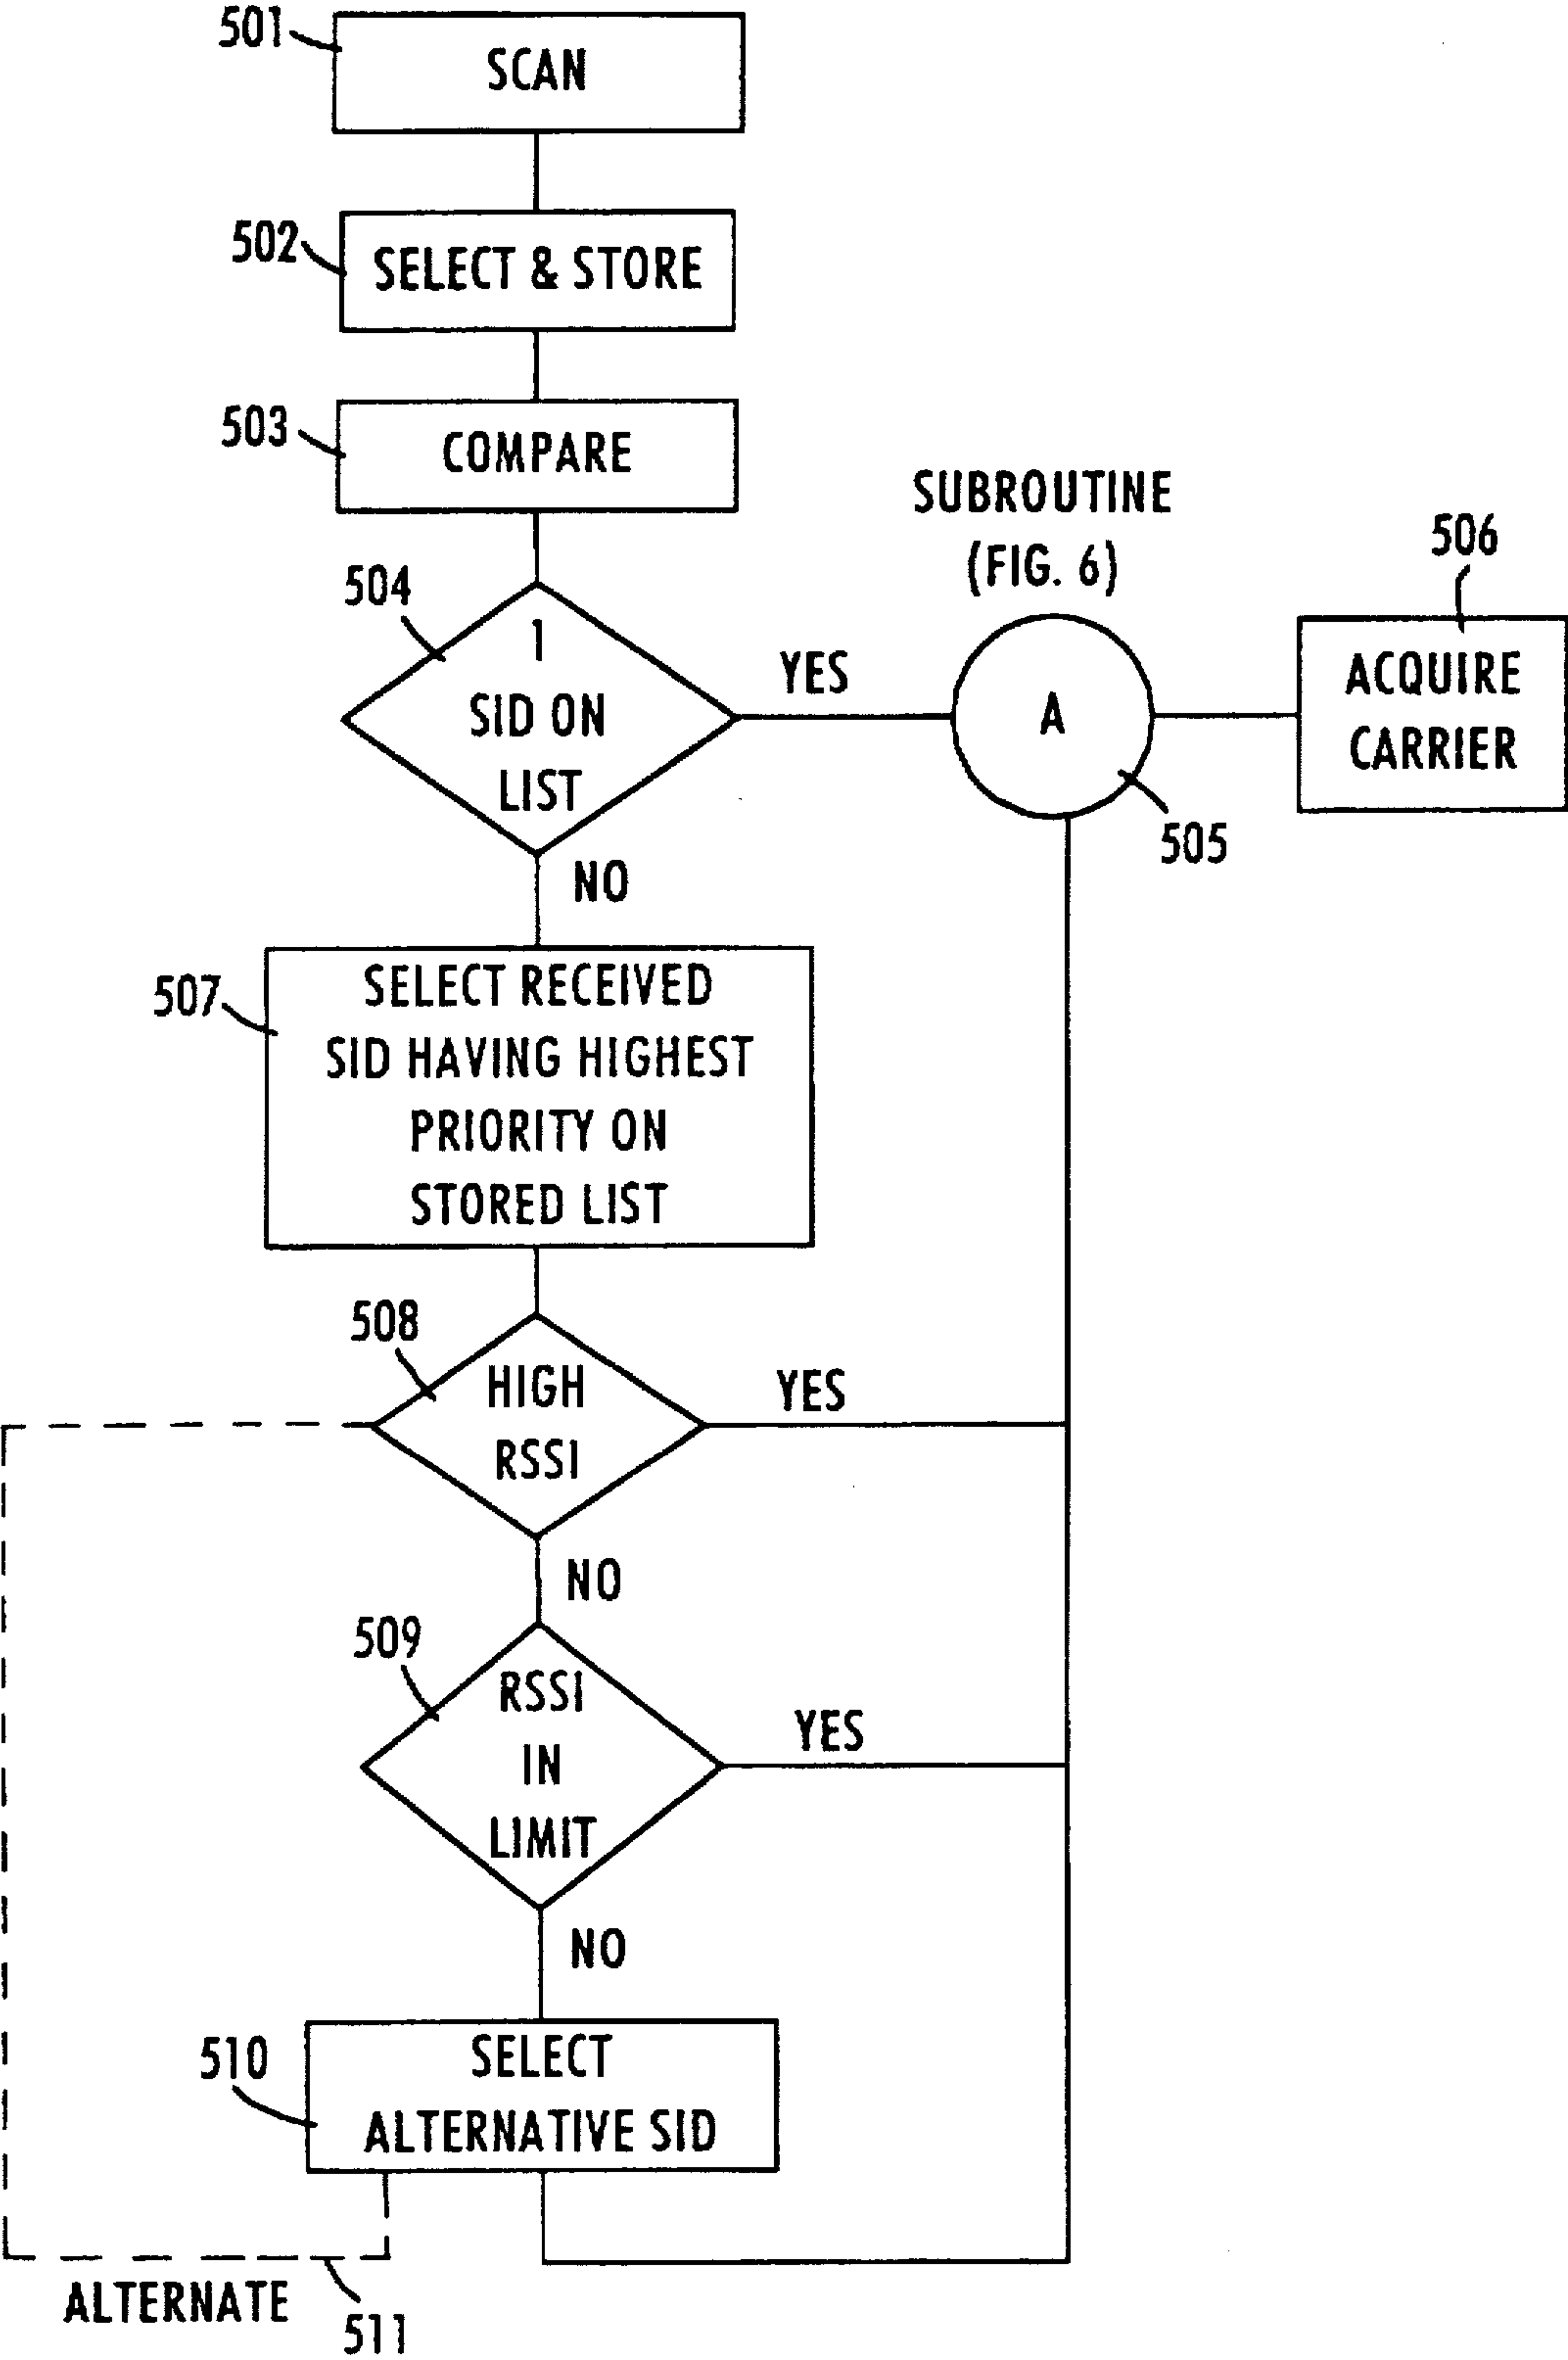 501
SCAN
502
SELECT & STORE
503
COMPARE
SUBROUTINE
(FIG. 6)
504
1
SID ON
LIST
YES
A
505
506
ACQUIRE
CARRIER
NO
507
SELECT RECEIVED
SID HAVING HIGHEST
PRIORITY ON
STORED LIST
508
HIGH
RSSI
YES
NO
509
RSSI
IN
LIMIT
YES
NO
510
SELECT
ALTERNATIVE SID
ALTERNATE
511